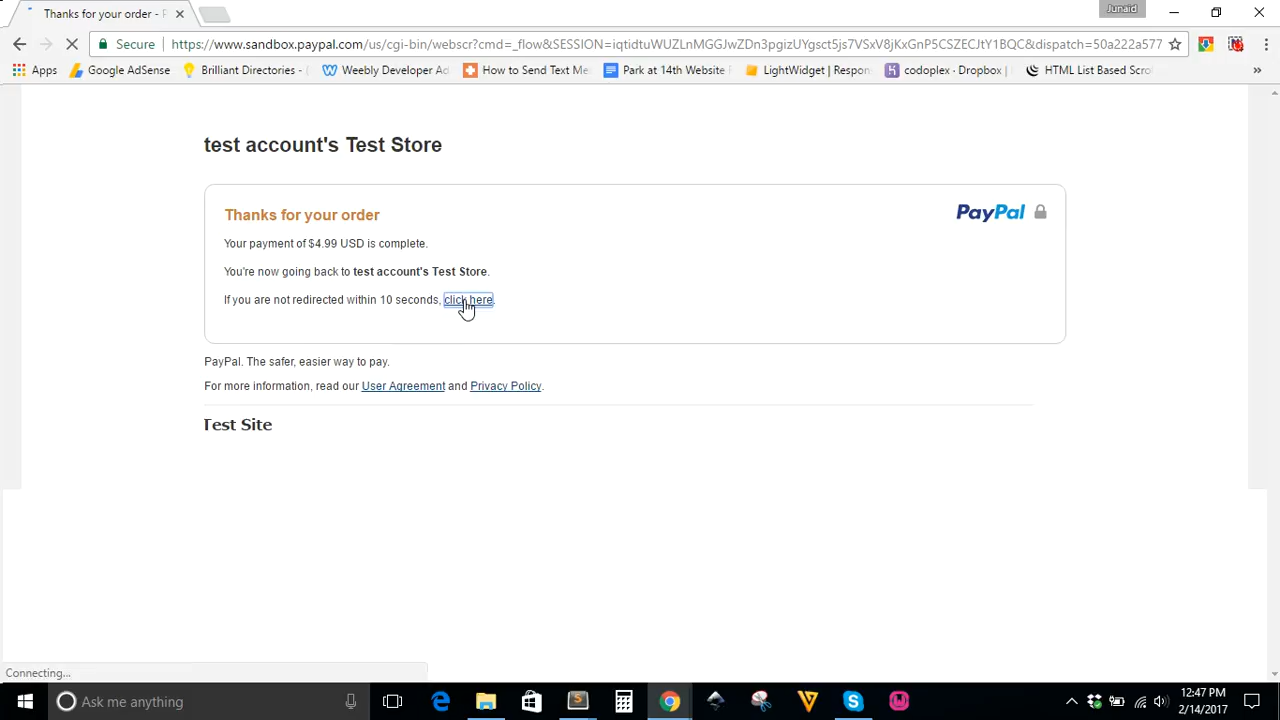 Thanks for your order -
Junaid
Secure
https://www.sandbox.paypal.com/us/cgi-bin/webscr?cmd=_flow&SESSION=iqtidtuWUZLnMGGJwZDn3pgizUYgsct5js7VSxV8jKxGnP5CSZECJtY1BQC&dispatch=50a222a577
Apps Google AdSense Brilliant Directories - Weebly Developer Ad How to Send Text Me Park at 14th Website LightWidget | Respon codoplex - Dropbox | HTML List Based Scro »
test account's Test Store
Thanks for your order
PayPal
Your payment of $4.99 USD is complete.
You're now going back to test account's Test Store.
If you are not redirected within 10 seconds, click here.
PayPal. The safer, easier way to pay.
For more information, read our User Agreement and Privacy Policy.
Test Site
Connecting...
Ask me anything
12:47 PM
2/14/2017